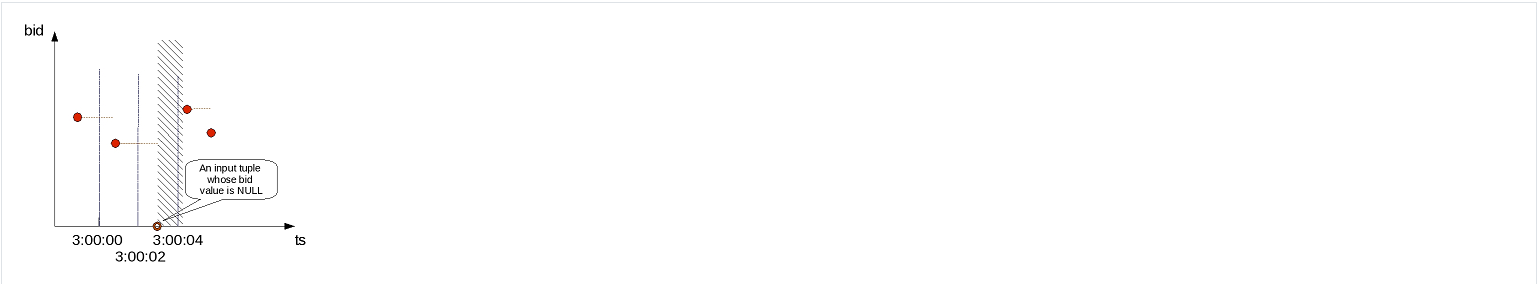 bid
An input tuple
whose bid
value is NULL
3:00:00
3:00:04
ts
3:00:02